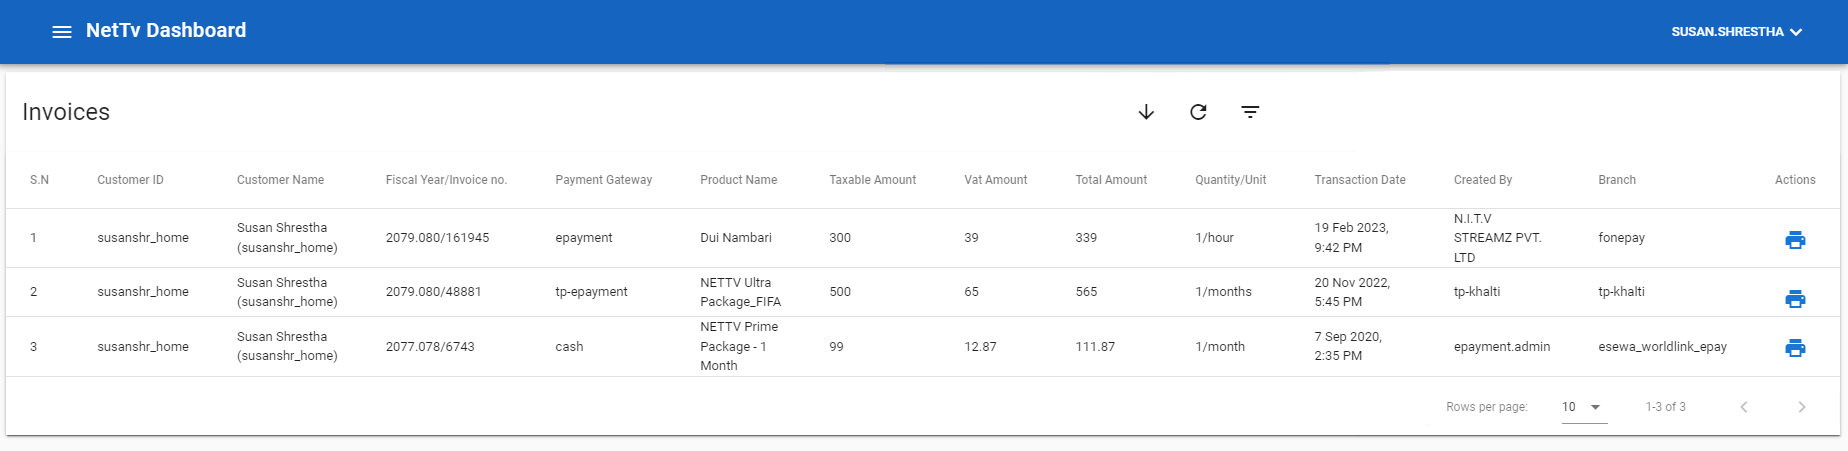 NetTv Dashboard
SUSAN.SHRESTHA
Invoices
S.N Customer ID Customer Name Fiscal Year/Invoice no. Payment Gateway Product Name Taxable Amount Vat Amount Total Amount Quantity/Unit Transaction Date Created By Branch Actions
1 susanshr_home Susan Shrestha (susanshr_home) 2079.080/161945 epayment Dui Nambari 300 39 339 1/hour 19 Feb 2023, 9:42 PM N.I.T.V STREAMZ PVT. LTD fonepay
2 susanshr_home Susan Shrestha (susanshr_home) 2079.080/48881 tp-epayment NETTV Ultra Package_FIFA 500 65 565 1/months 20 Nov 2022, 5:45 PM tp-khalti tp-khalti
3 susanshr_home Susan Shrestha (susanshr_home) 2077.078/6743 cash NETTV Prime Package - 1 Month 99 12.87 111.87 1/month 7 Sep 2020, 2:35 PM epayment.admin esewa_worldlink_epay
Rows per page: 10 1-3 of 3